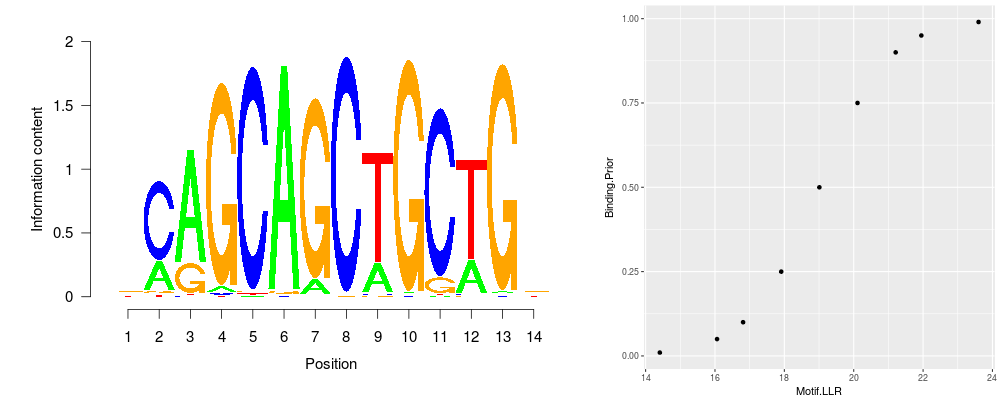 2
1.5
1
0.5
0
Information content
C A G C A G C T G C T G
A G A A A G A A
1 2 3 4 5 6 7 8 9 10 11 12 13 14
Position
1.00
0.75
0.50
0.25
0.00
Binding.Prior
14 16 18 20 22 24
Motif.LLR